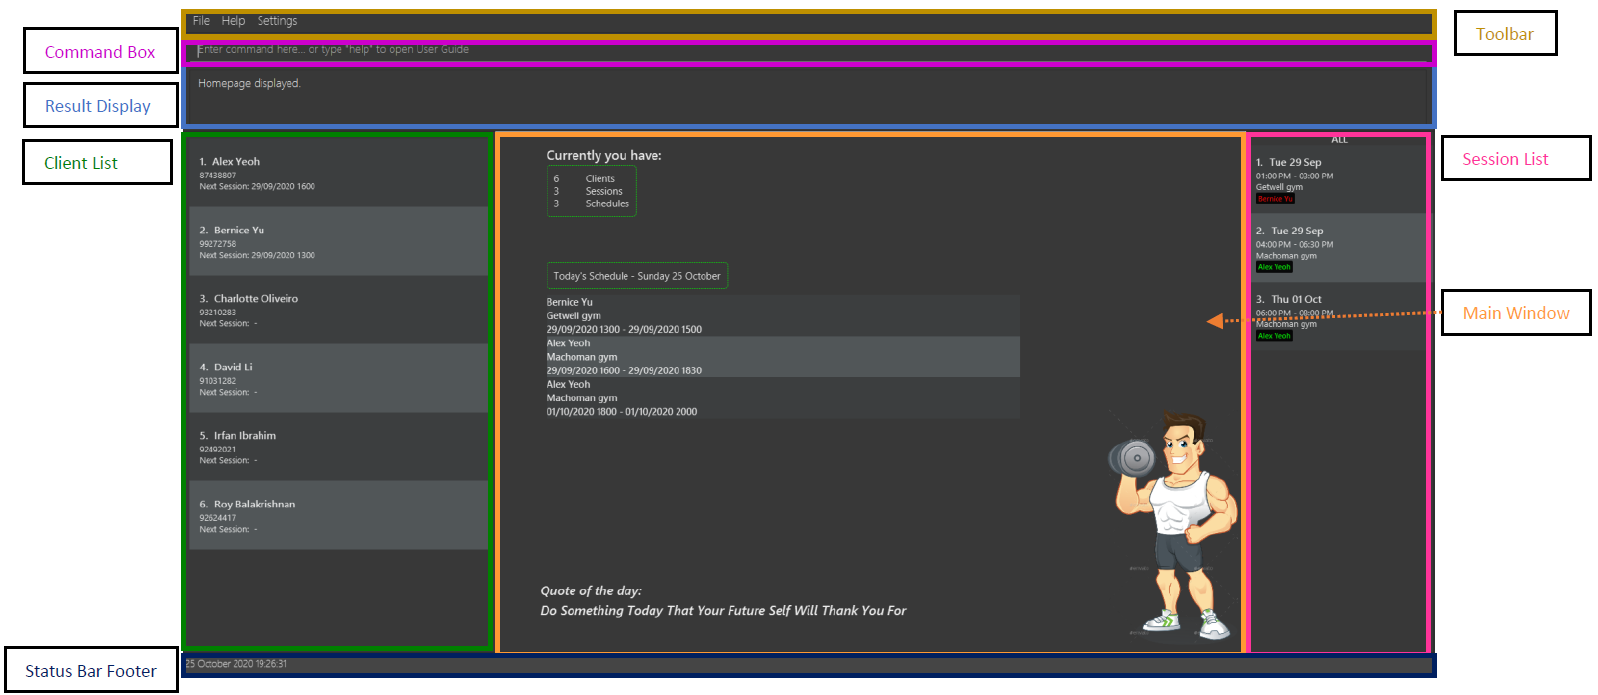 File Help Settings
Toolbar
Command Box
Enter command here... or type "help" to open User Guide
Result Display
Homepage displayed.
Client List
1. Alex Yeoh
87438807
Next Session: 29/09/2020 1600
2. Bernice Yu
99272758
Next Session: 29/09/2020 1300
3. Charlotte Oliveiro
93210283
Next Session: -
4. David Li
91031282
Next Session: -
5. Irfan Ibrahim
92492021
Next Session: -
6. Roy Balakrishnan
92624417
Next Session: -
Currently you have:
6 Clients
3 Sessions
3 Schedules
Today's Schedule - Sunday 25 October
Bernice Yu
Getwell gym
29/09/2020 1300 - 29/09/2020 1500
Alex Yeoh
Machoman gym
29/09/2020 1600 - 29/09/2020 1830
Alex Yeoh
Machoman gym
01/10/2020 1800 - 01/10/2020 2000
Quote of the day:
Do Something Today That Your Future Self Will Thank You For
ALL
1. Tue 29 Sep
01:00 PM - 03:00 PM
Getwell gym
Bernice Yu
2. Tue 29 Sep
04:00 PM - 06:30 PM
Machoman gym
Alex Yeoh
3. Thu 01 Oct
06:00 PM - 08:00 PM
Machoman gym
Alex Yeoh
Session List
Main Window
Status Bar Footer
25 October 2020 19:26:31